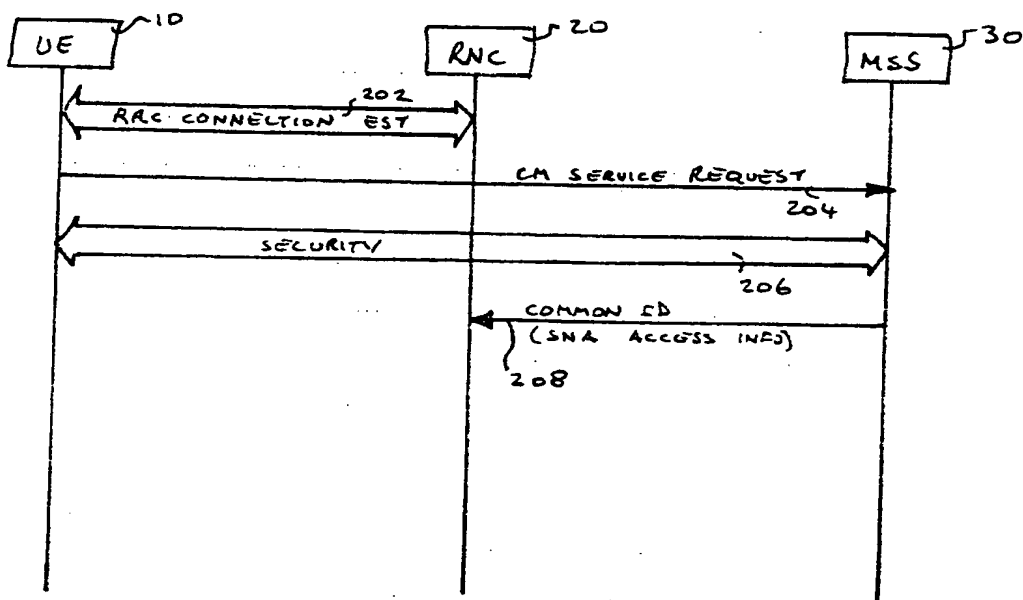 UE
10
RNC
20
MSS
30
202
RRC CONNECTION EST
CM SERVICE REQUEST
204
SECURITY
206
COMMON ID
(SNA ACCESS INFO)
208